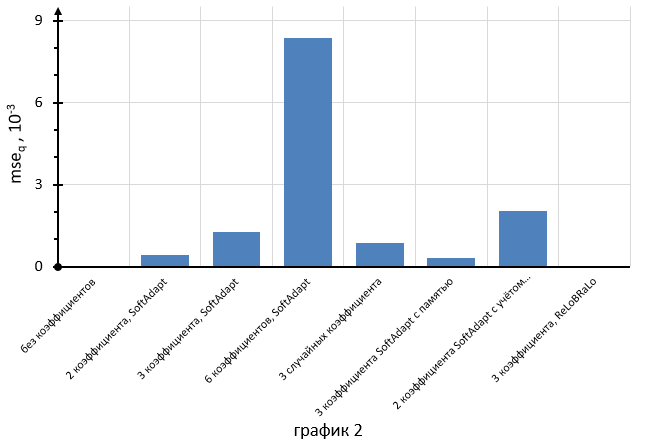 9
6
3
0
mseq , 10-3
без коэффициентов
2 коэффициента, SoftAdapt
3 коэффициента, SoftAdapt
6 коэффициентов, SoftAdapt
3 случайных коэффициента
3 коэффициента SoftAdapt с памятью
2 коэффициента SoftAdapt с учётом...
3 коэффициента, ReLoBRaLo
график 2